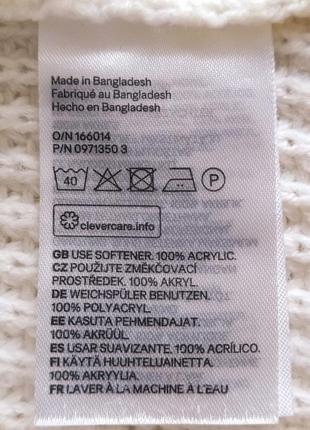 Made in Bangladesh
Fabriqué au Bangladesh
Hecho en Bangladesh
O/N 166014
P/N 0971350 3
40 P
clevercare.info
GB USE SOFTENER. 100% ACRYLIC.
CZ POUŽIJTE ZMĚKČOVACÍ
PROSTŘEDEK. 100% AKRYL.
DE WEICHSPÜLER BENUTZEN.
100% POLYACRYL.
EE KASUTA PEHMENDAJAT.
100% AKRÜÜL.
ES USAR SUAVIZANTE. 100% ACRÍLICO.
FI KÄYTÄ HUUHTELUAINETTA.
100% AKRYYLIA.
FR LAVER À LA MACHINE À L'EAU